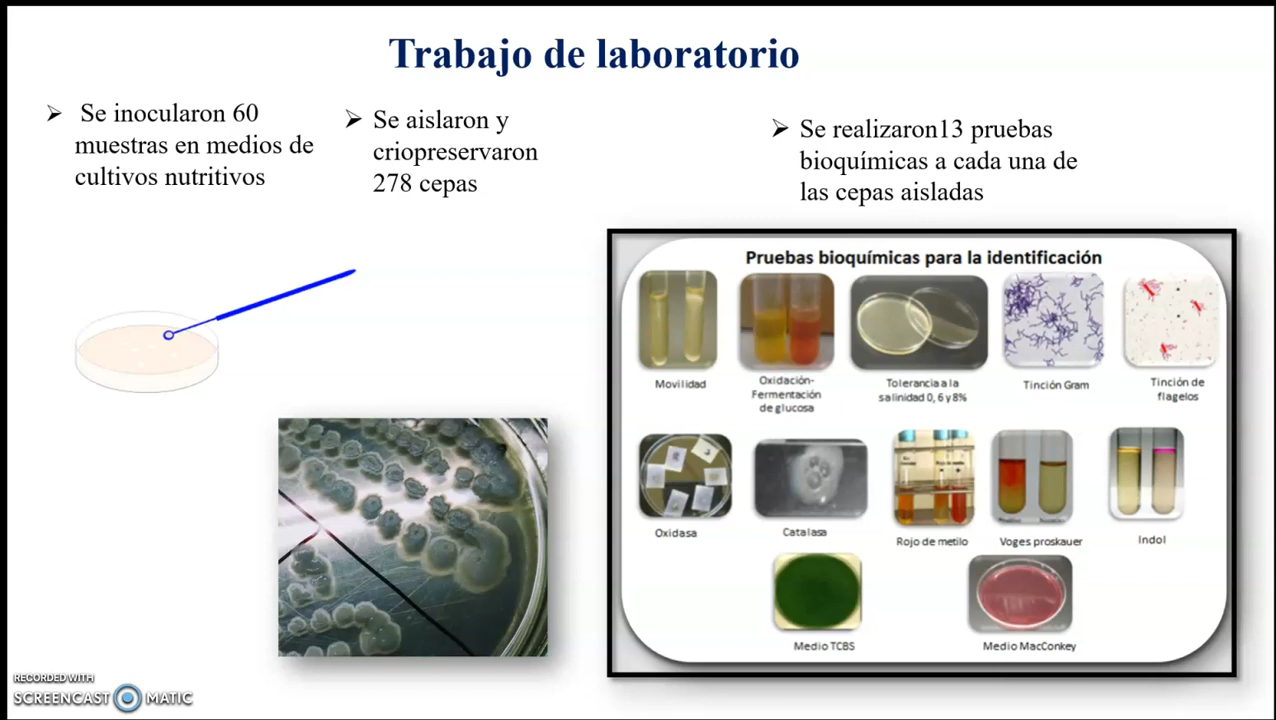 Trabajo de laboratorio
Se inocularon 60
muestras en medios de
cultivos nutritivos
Se aislaron y
criopreservaron
278 cepas
Se realizaron13 pruebas
bioquímicas a cada una de
las cepas aisladas
Pruebas bioquímicas para la identificación
Movilidad
Oxidación-
Fermentación
de glucosa
Tolerancia a la
salinidad 0, 6 y 8%
Tinción Gram
Tinción de
flagelos
Oxidasa
Catalasa
Rojo de metilo
Voges proskauer
Indol
Medio TCBS
Medio MacConkey
RECORDED WITH
SCREENCAST MATIC